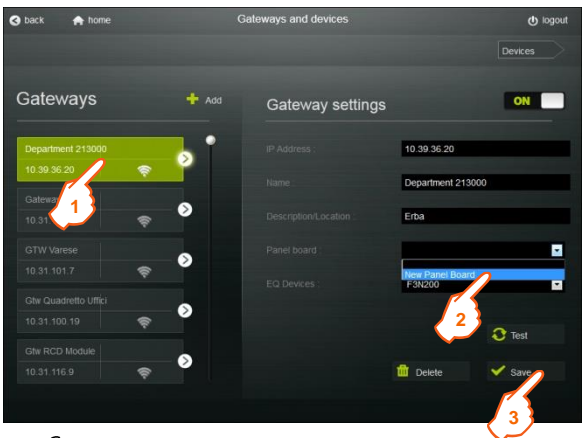 back
home
Gateways and devices
logout
Devices
Gateways
Add
Gateway settings
ON
Department 213000
10.39.36.20
1
10.31
GTW Varese
10.31.101.7
Gtw Quadretto Uffici
10.31.100.19
Gtw RCD Module
10.31.116.9
IP Address :
10.39.36.20
Name :
Department 213000
Description/Location :
Erba
Panel board :
New Panel Board
EQ Devices :
F3N200
2
Test
Delete
Save
3